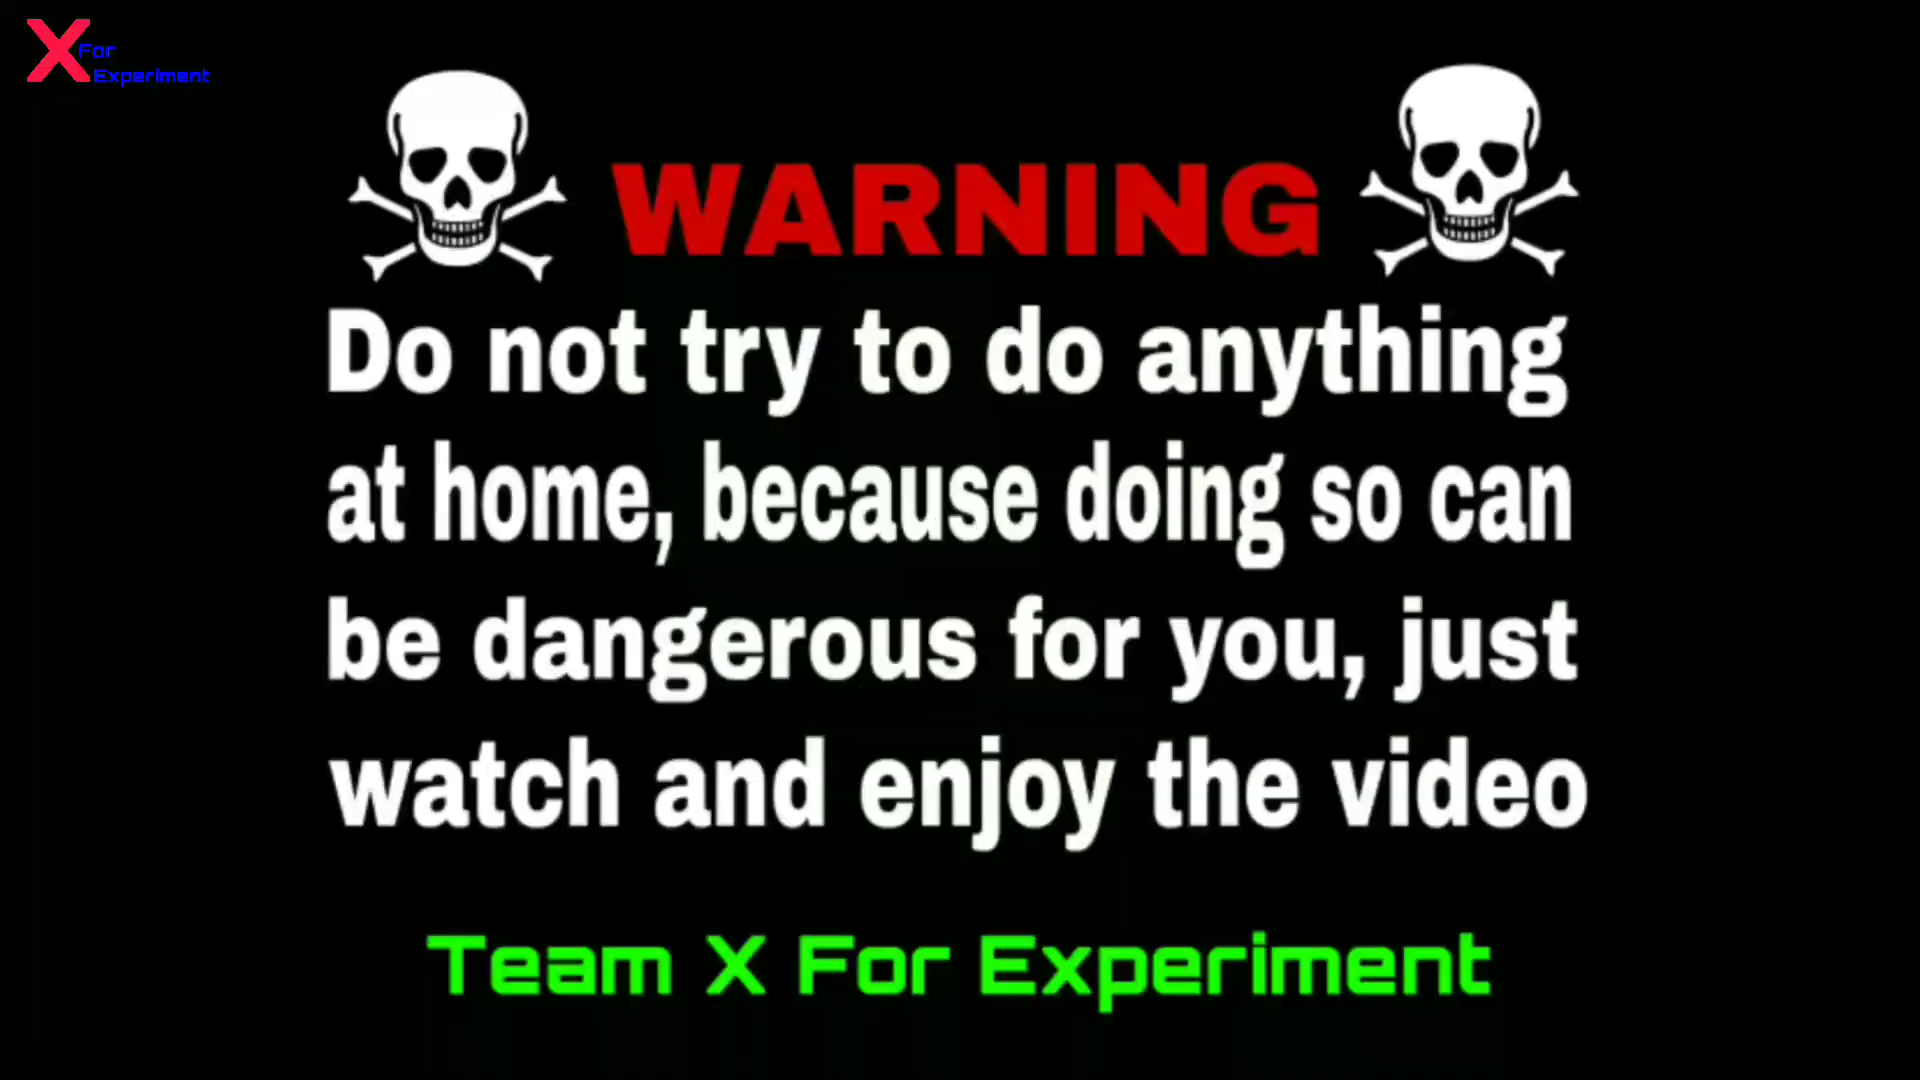 X For
Experiment
WARNING
Do not try to do anything
at home, because doing so can
be dangerous for you, just
watch and enjoy the video
Team X For Experiment